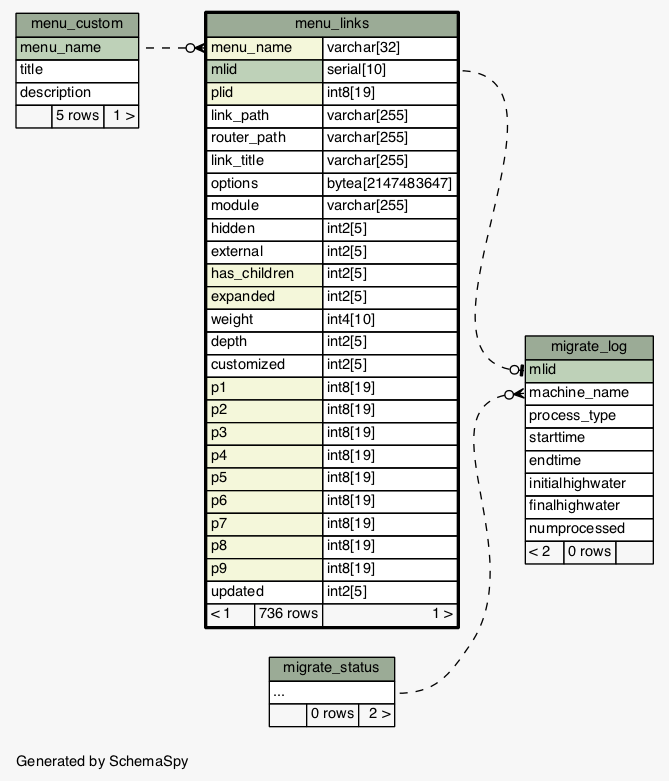 menu_custom
menu_name
title
description
5 rows 1 >
menu_links
menu_name varchar[32]
mlid serial[10]
plid int8[19]
link_path varchar[255]
router_path varchar[255]
link_title varchar[255]
options bytea[2147483647]
module varchar[255]
hidden int2[5]
external int2[5]
has_children int2[5]
expanded int2[5]
weight int4[10]
depth int2[5]
customized int2[5]
p1 int8[19]
p2 int8[19]
p3 int8[19]
p4 int8[19]
p5 int8[19]
p6 int8[19]
p7 int8[19]
p8 int8[19]
p9 int8[19]
updated int2[5]
< 1 736 rows 1 >
migrate_log
mlid
machine_name
process_type
starttime
endtime
initialhighwater
finalhighwater
numprocessed
< 2 0 rows
migrate_status
...
0 rows 2 >
Generated by SchemaSpy